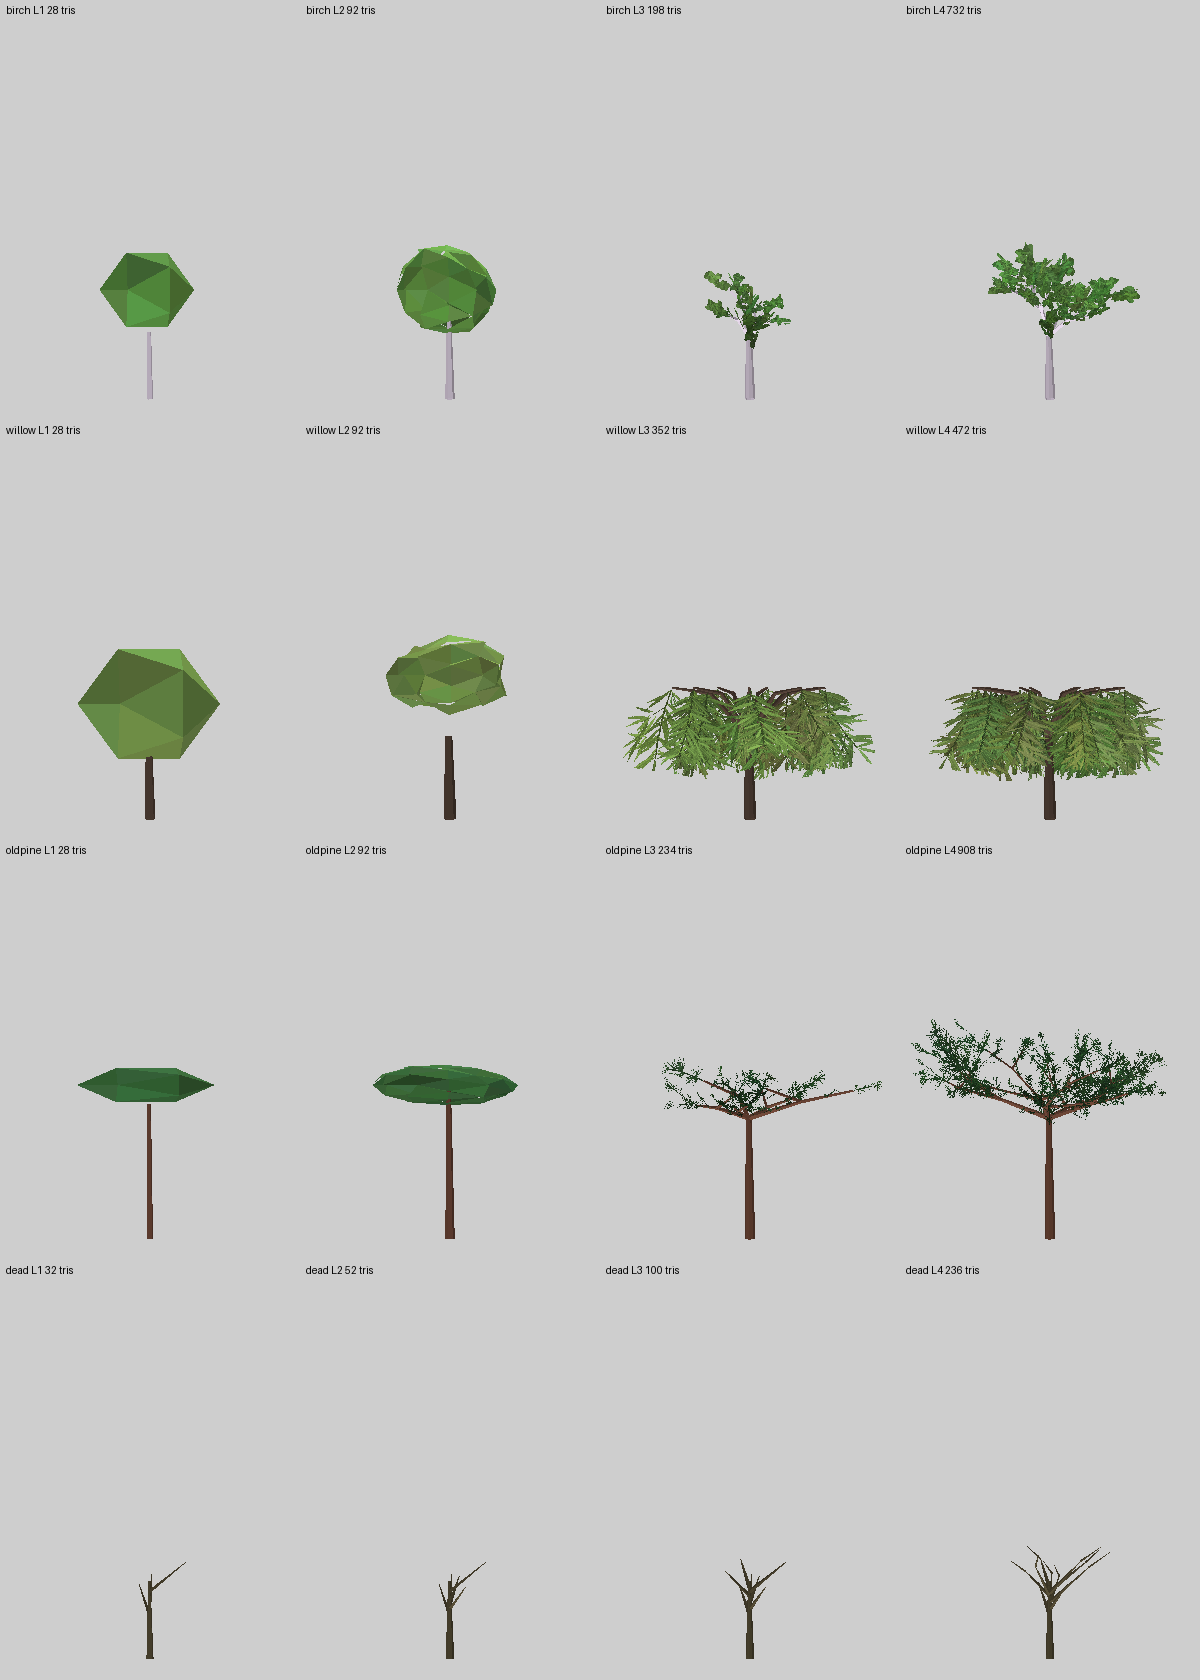 birch L1 28 tris
birch L2 92 tris
birch L3 198 tris
birch L4 732 tris
willow L1 28 tris
willow L2 92 tris
willow L3 352 tris
willow L4 472 tris
oldpine L1 28 tris
oldpine L2 92 tris
oldpine L3 234 tris
oldpine L4 908 tris
dead L1 32 tris
dead L2 52 tris
dead L3 100 tris
dead L4 236 tris